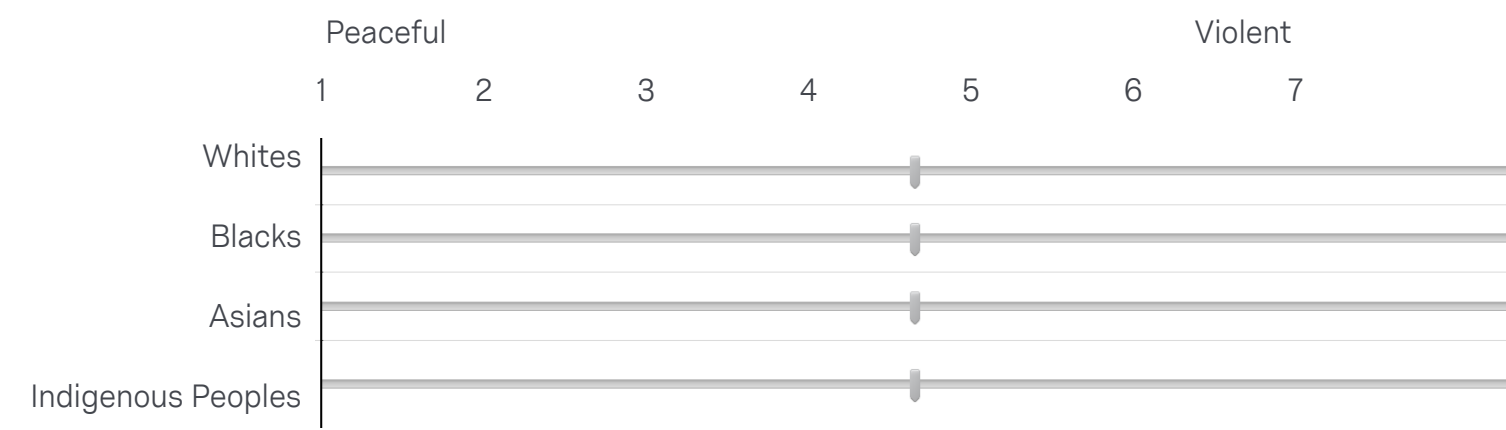 Peaceful Violent
1 2 3 4 5 6 7
Whites
Blacks
Asians
Indigenous Peoples